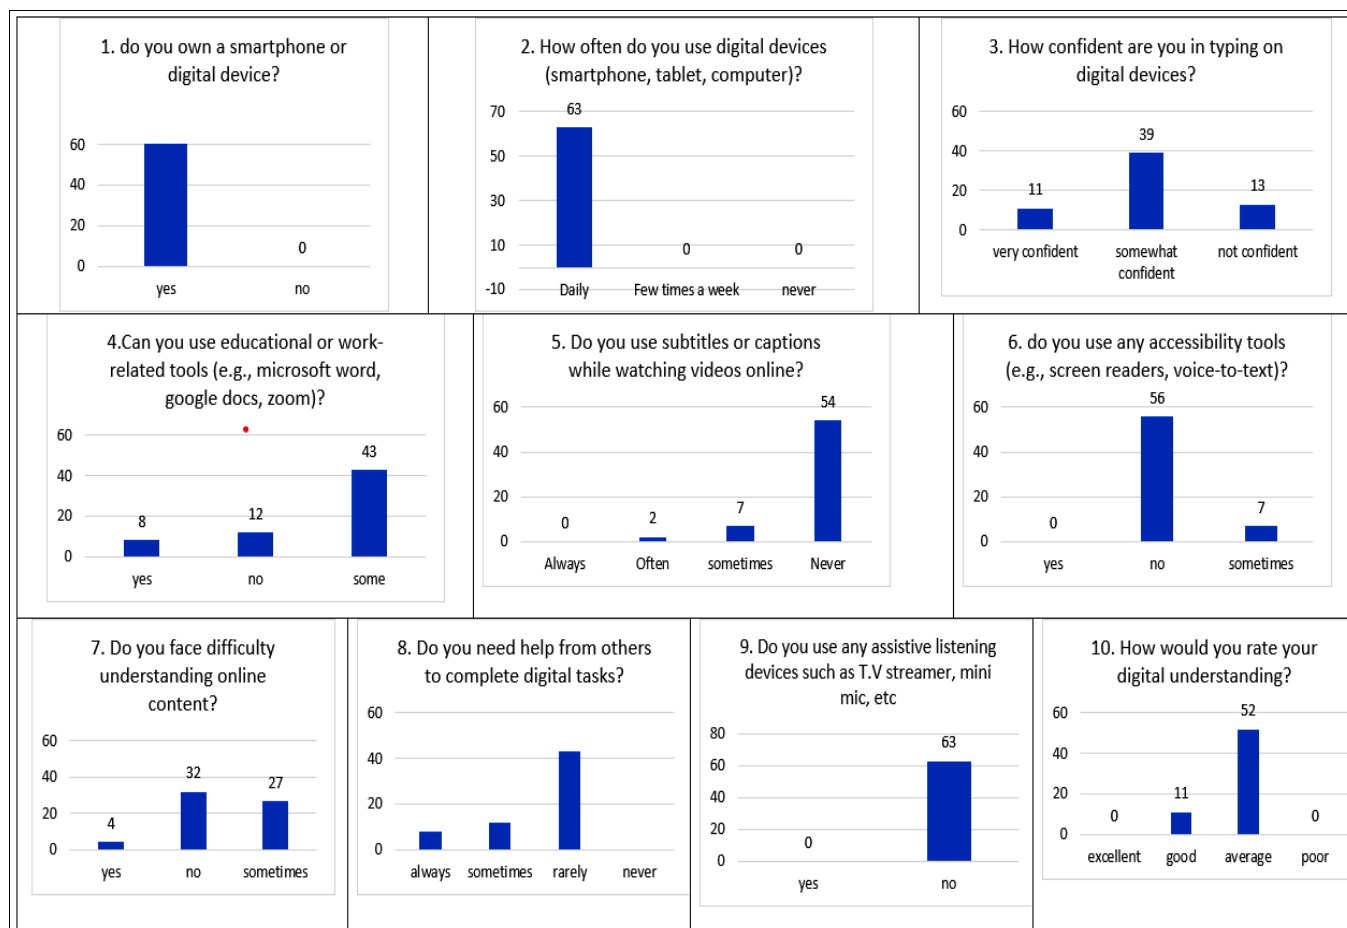 1. do you own a smartphone or
digital device?
60
40
20
0
0
yes
no
2. How often do you use digital devices
(smartphone, tablet, computer)?
63
70
50
30
10
-10
0
0
Daily
Few times a week
never
3. How confident are you in typing on
digital devices?
60
40
20
0
11
39
13
very confident
somewhat
confident
not confident
4.Can you use educational or work-
related tools (e.g., microsoft word,
google docs, zoom)?
60
40
20
0
8
12
43
yes
no
some
5. Do you use subtitles or captions
while watching videos online?
60
40
20
0
0
2
7
54
Always
Often
sometimes
Never
6. do you use any accessibility tools
(e.g., screen readers, voice-to-text)?
60
40
20
0
0
56
7
yes
no
sometimes
7. Do you face difficulty
understanding online
content?
60
40
20
0
4
32
27
yes
no
sometimes
8. Do you need help from others
to complete digital tasks?
60
40
20
0
always
sometimes
rarely
never
9. Do you use any assistive listening
devices such as T.V streamer, mini
mic, etc
80
60
40
20
0
0
63
yes
no
10. How would you rate your
digital understanding?
60
40
20
0
0
11
52
0
excellent
good
average
poor